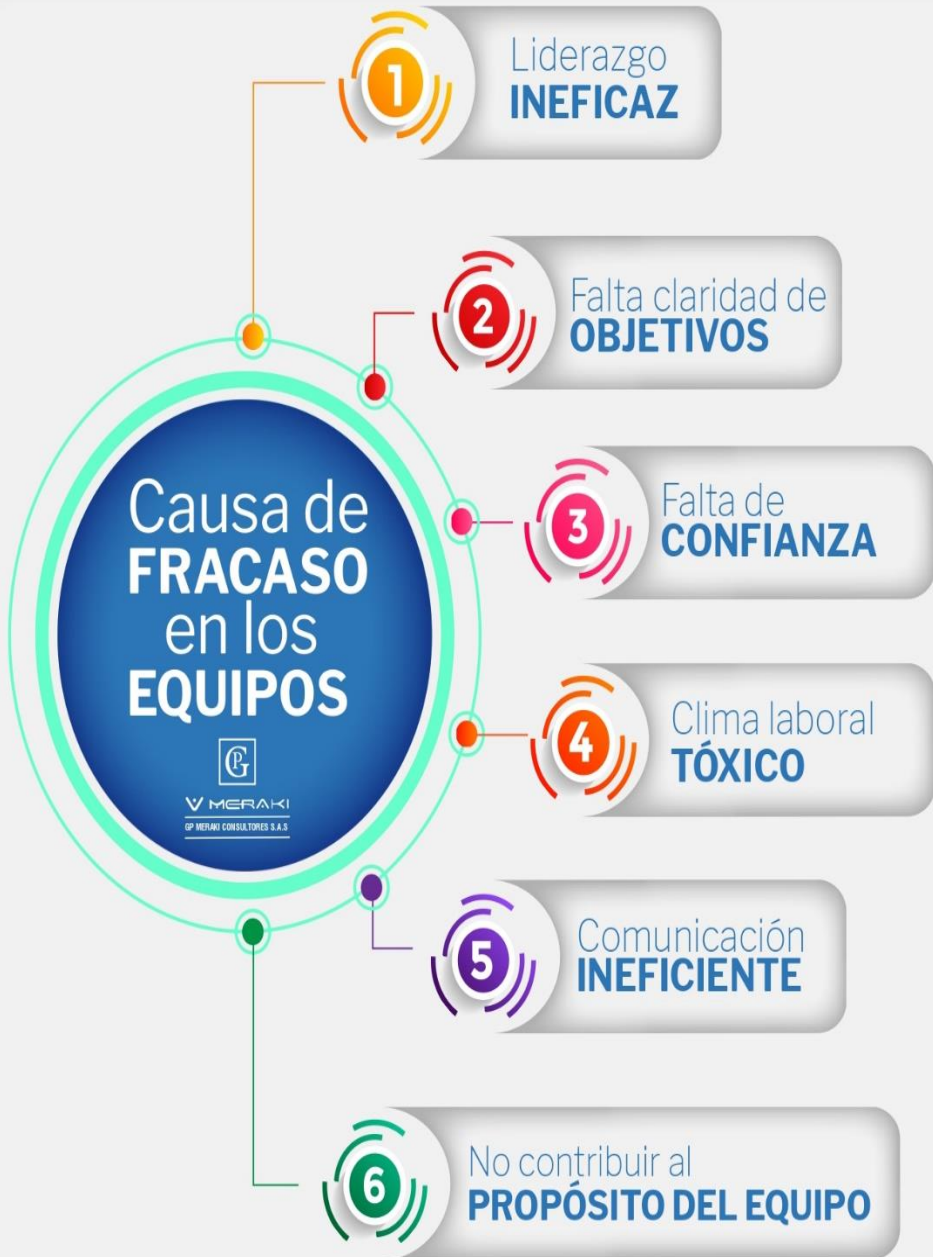 1
Liderazgo
INEFICAZ
2
Falta claridad de
OBJETIVOS
Causa de
FRACASO
en los
EQUIPOS
PG
MERAKI
GP MERAKI CONSULTORES S.A.S
3
Falta de
CONFIANZA
4
Clima laboral
TÓXICO
5
Comunicación
INEFICIENTE
6
No contribuir al
PROPÓSITO DEL EQUIPO